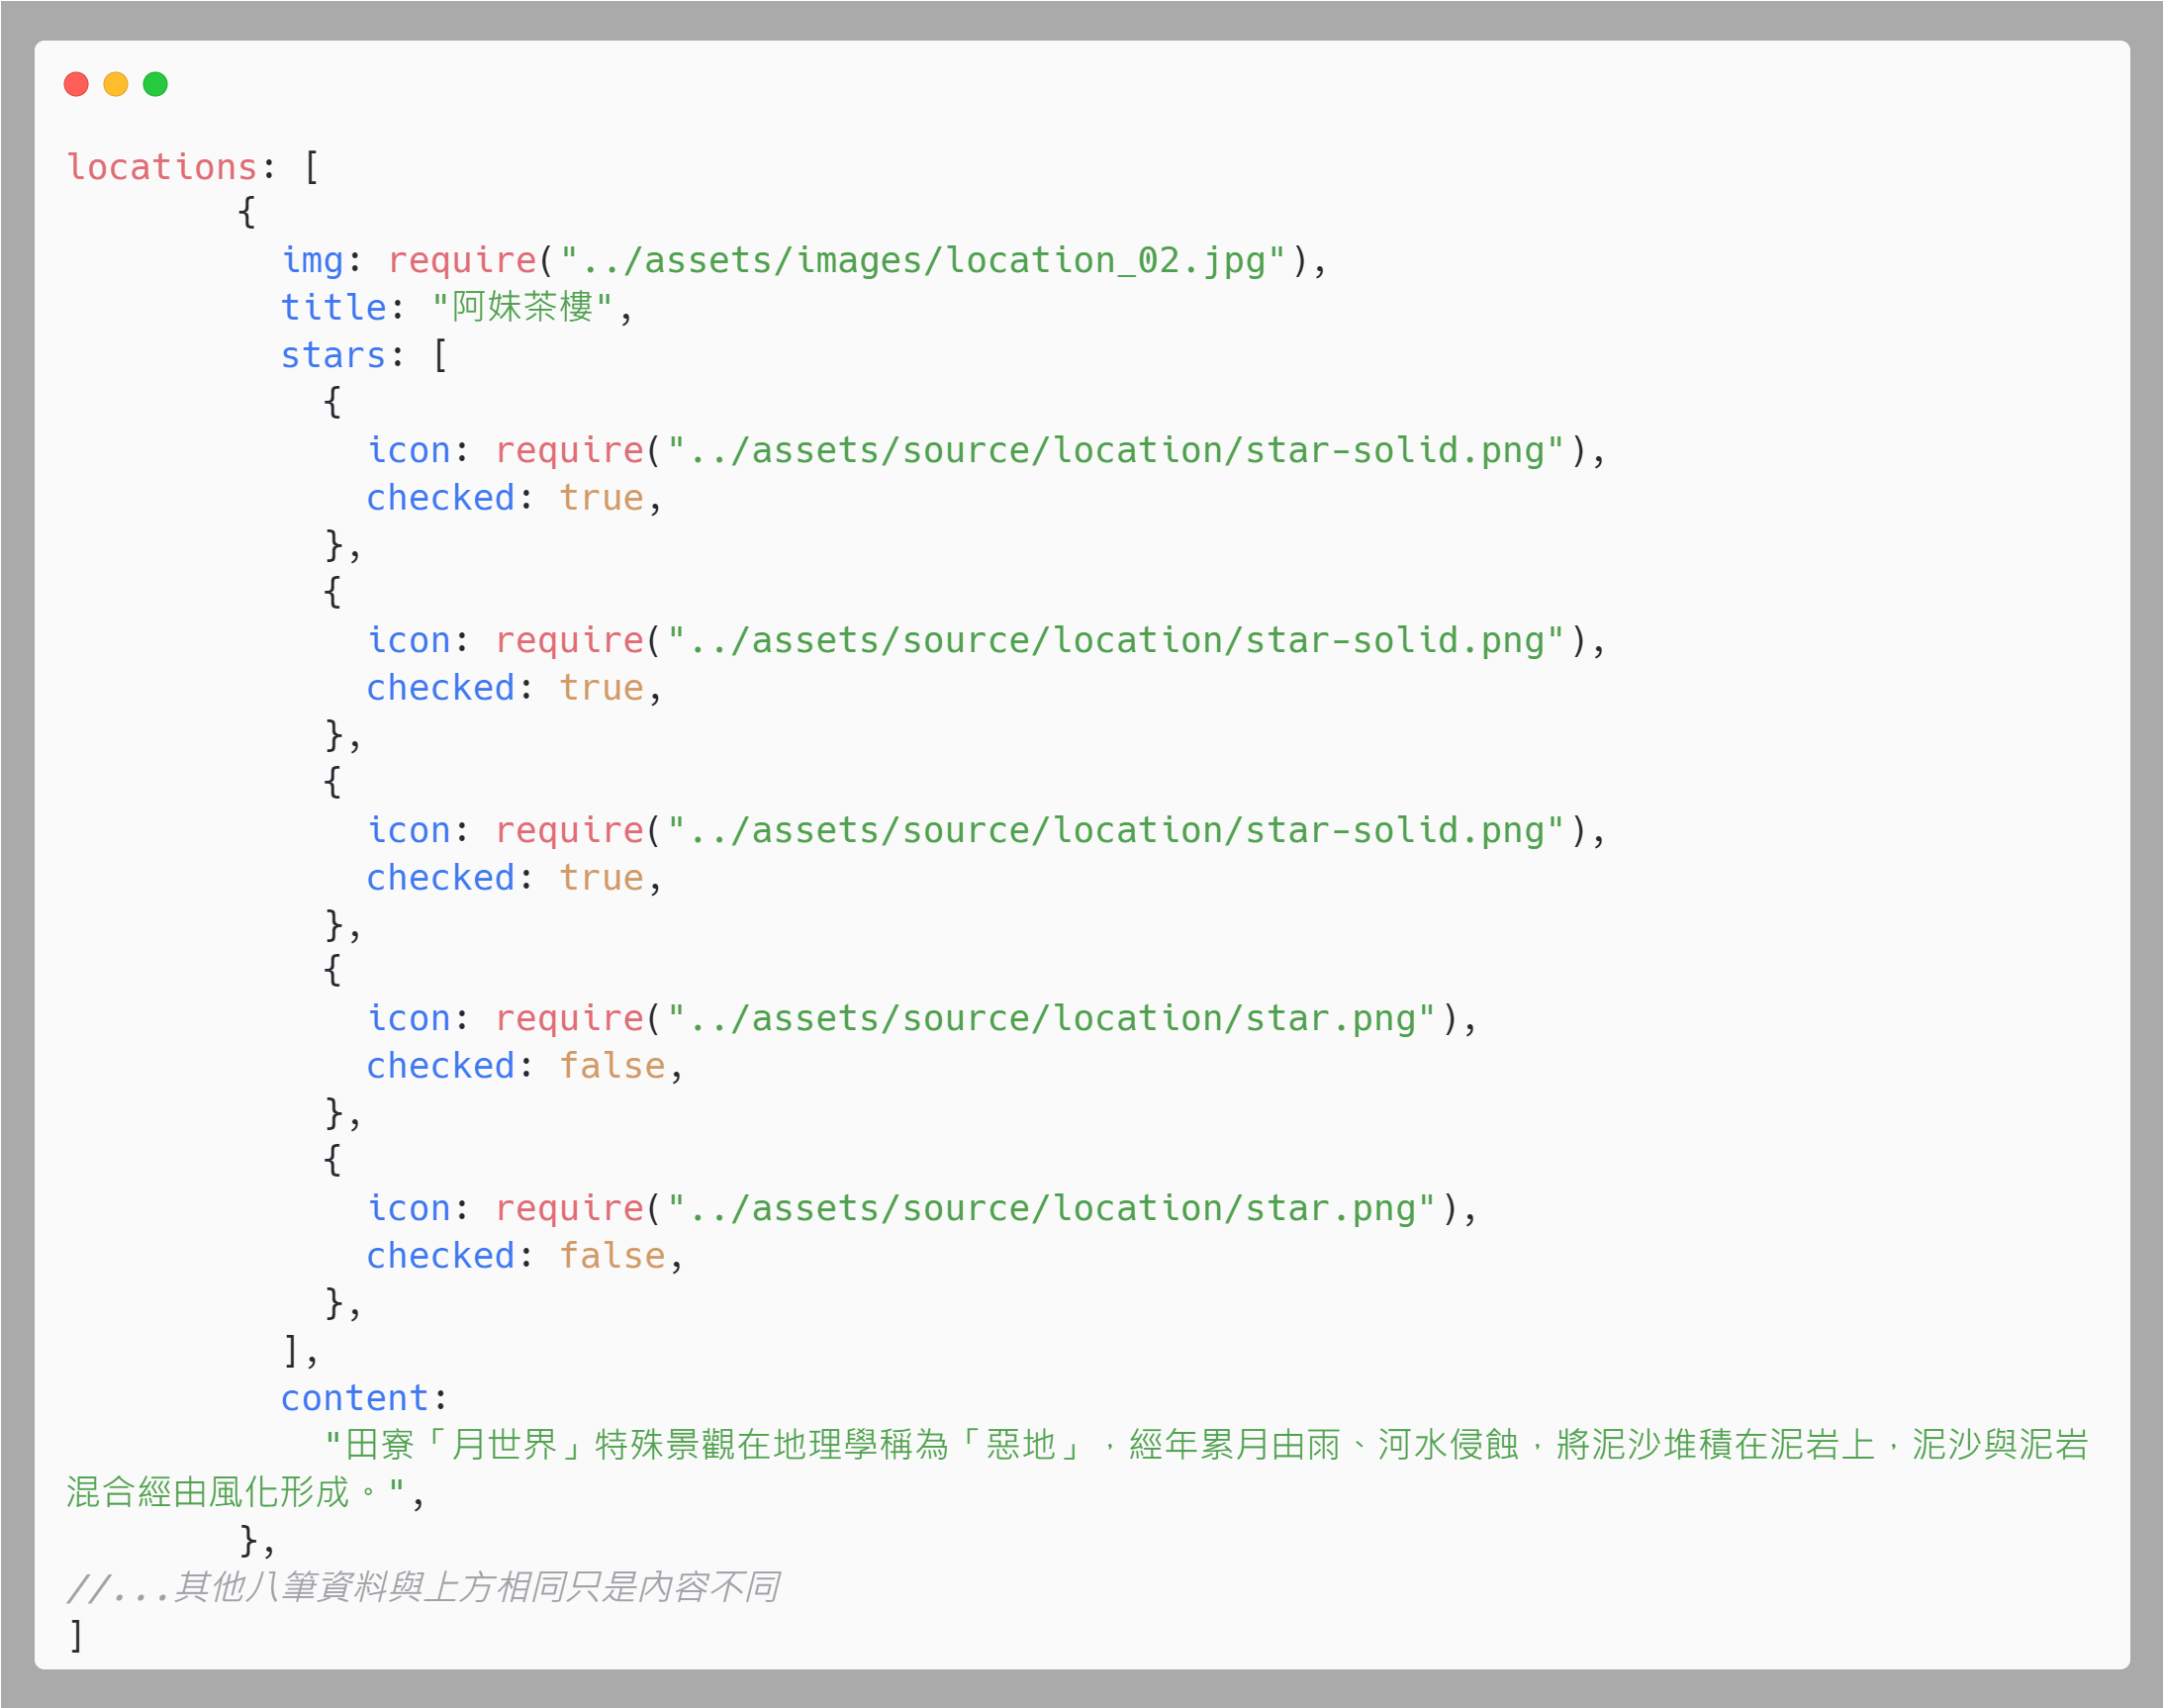 locations: [
        {
          img: require("../assets/images/location_02.jpg"),
          title: "阿妹茶樓",
          stars: [
            {
              icon: require("../assets/source/location/star-solid.png"),
              checked: true,
            },
            {
              icon: require("../assets/source/location/star-solid.png"),
              checked: true,
            },
            {
              icon: require("../assets/source/location/star-solid.png"),
              checked: true,
            },
            {
              icon: require("../assets/source/location/star.png"),
              checked: false,
            },
            {
              icon: require("../assets/source/location/star.png"),
              checked: false,
            },
          ],
          content:
            "田寮「月世界」特殊景觀在地理學稱為「惡地」，經年累月由雨、河水侵蝕，將泥沙堆積在泥岩上，泥沙與泥岩
混合經由風化形成。",
        },
//...其他八筆資料與上方相同只是內容不同
]